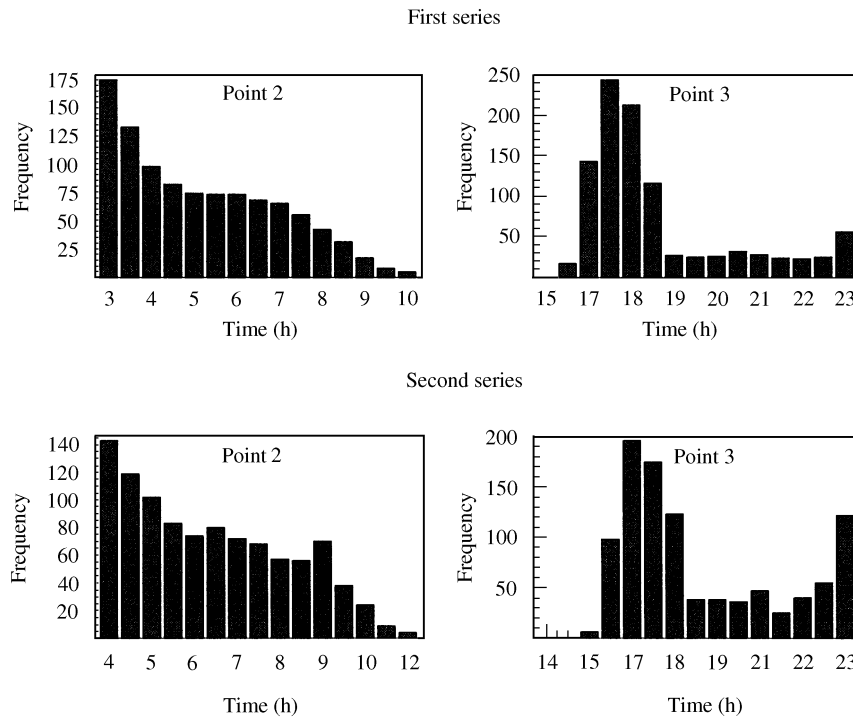 First series
Frequency
175
150
125
100
75
50
25
Point 2
3 4 5 6 7 8 9 10
Time (h)
Frequency
250
200
150
100
50
Point 3
15 17 18 19 20 21 22 23
Time (h)
Second series
Frequency
140
120
100
80
60
40
20
Point 2
4 5 6 7 8 9 10 12
Time (h)
Frequency
200
150
100
50
Point 3
14 15 17 18 19 21 22 23
Time (h)